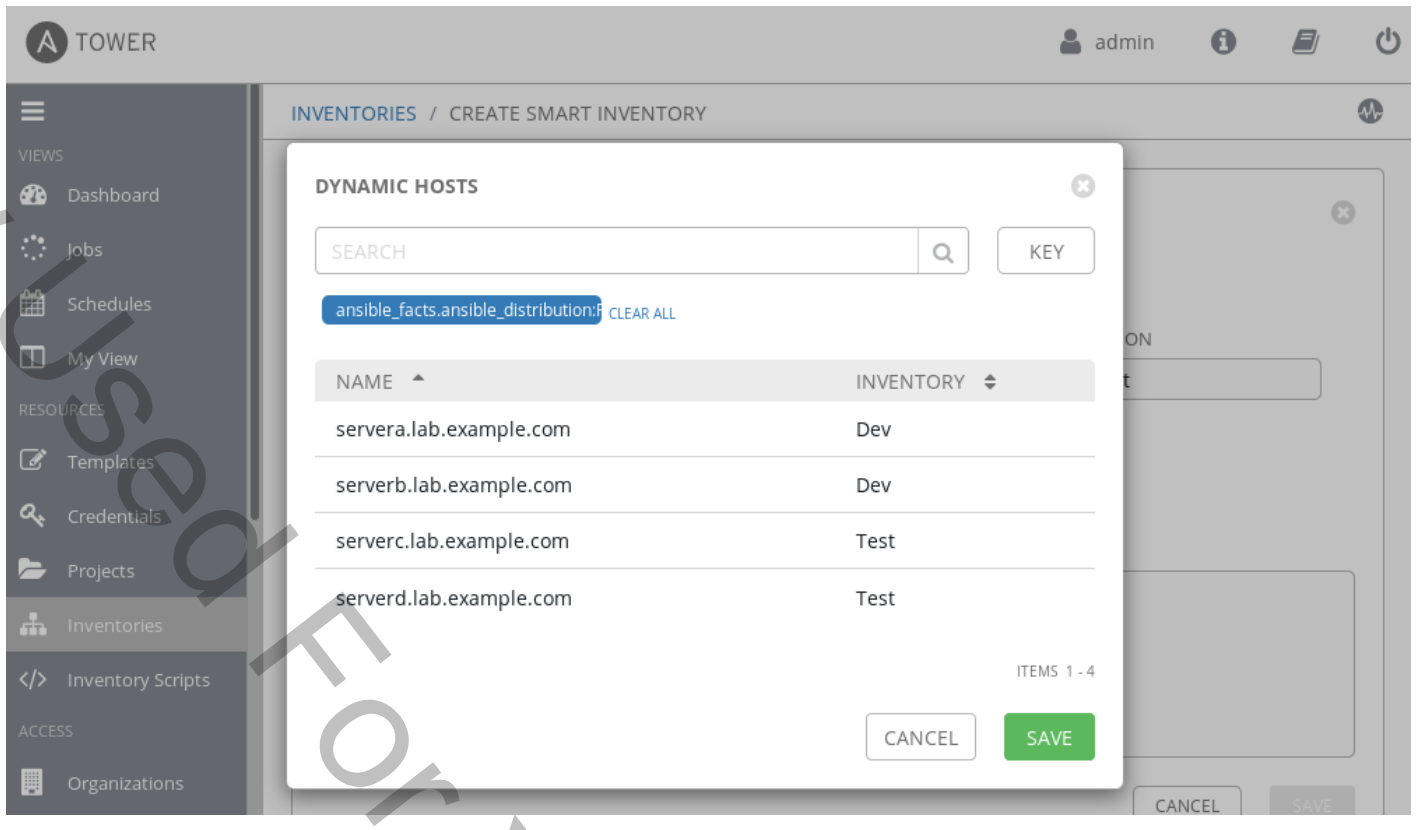 TOWER
admin
INVENTORIES / CREATE SMART INVENTORY
VIEWS
Dashboard
Jobs
Schedules
My View
RESOURCES
Templates
Credentials
Projects
Inventories
</> Inventory Scripts
ACCESS
Organizations
DYNAMIC HOSTS
SEARCH
KEY
ansible_facts.ansible_distribution: CLEAR ALL
NAME INVENTORY
servera.lab.example.com Dev
serverb.lab.example.com Dev
serverc.lab.example.com Test
serverd.lab.example.com Test
ITEMS 1 - 4
CANCEL SAVE
ON
t
CANCEL SAVE
Used For